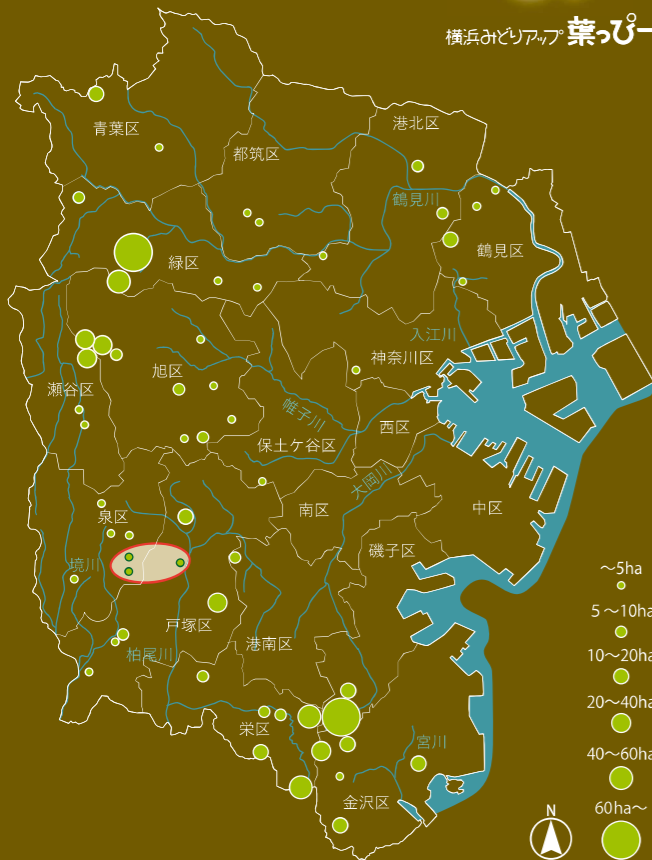 横浜みどりアップ 葉っぴー
青葉区
都筑区
港北区
鶴見川
鶴見区
緑区
入江川
神奈川区
瀬谷区
旭区
帷子川
西区
保土ケ谷区
大岡川
南区
中区
泉区
磯子区
境川
戸塚区
港南区
柏尾川
栄区
宮川
金沢区
～5ha
5～10ha
10～20ha
20～40ha
40～60ha
60ha～
N